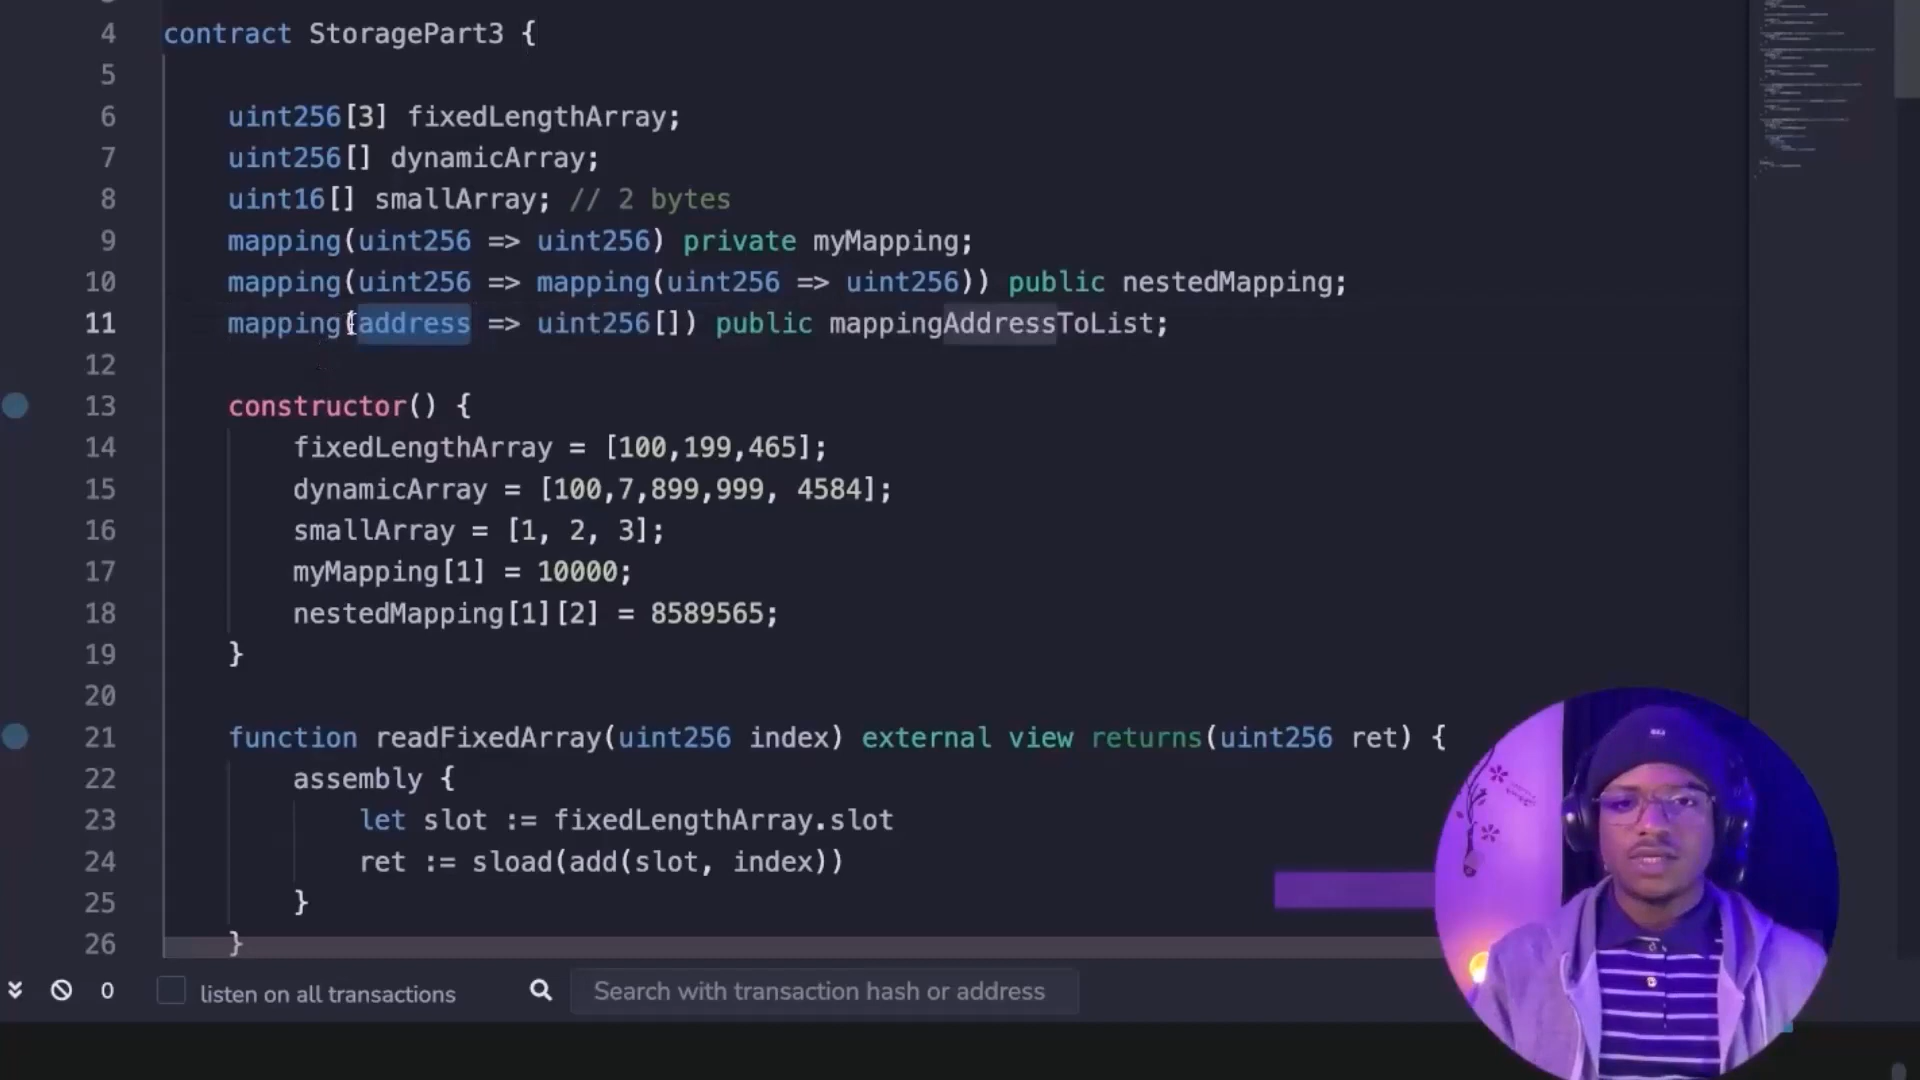 4 contract StoragePart3 {
5
6 uint256[3] fixedLengthArray;
7 uint256[] dynamicArray;
8 uint16[] smallArray; // 2 bytes
9 mapping(uint256 => uint256) private myMapping;
10 mapping(uint256 => mapping(uint256 => uint256)) public nestedMapping;
11 mapping(address => uint256[]) public mappingAddressToList;
12
13 constructor() {
14 fixedLengthArray = [100,199,465];
15 dynamicArray = [100,7,899,999, 4584];
16 smallArray = [1, 2, 3];
17 myMapping[1] = 10000;
18 nestedMapping[1][2] = 8589565;
19 }
20
21 function readFixedArray(uint256 index) external view returns(uint256 ret) {
22 assembly {
23 let slot := fixedLengthArray.slot
24 ret := sload(add(slot, index))
25 }
26 }
0 listen on all transactions Search with transaction hash or address